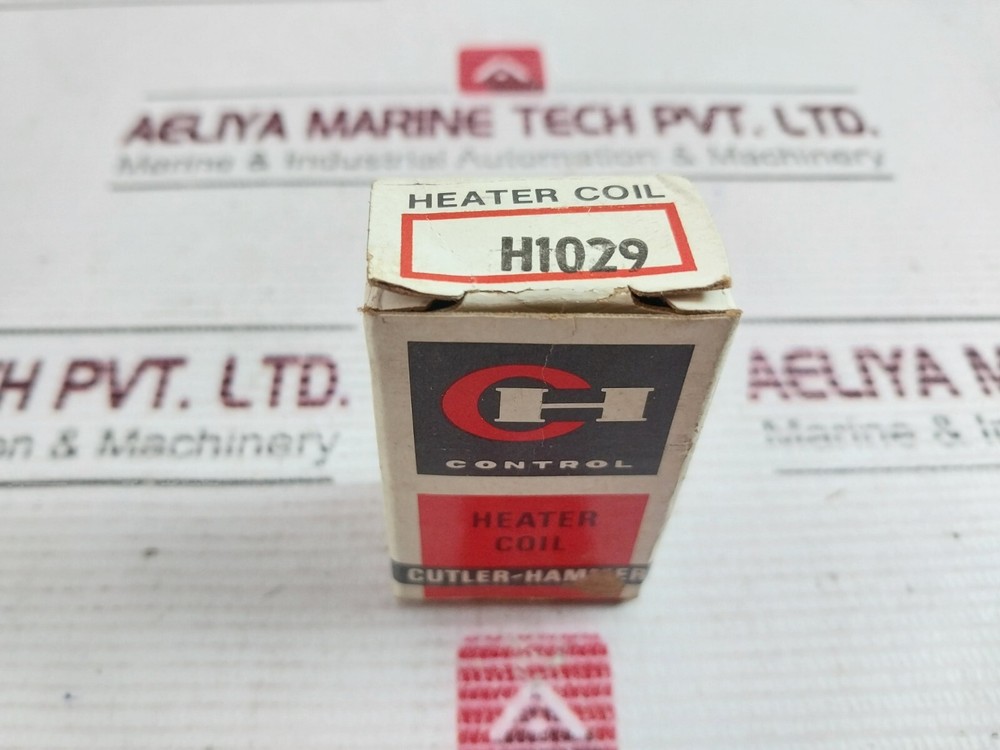 AELIYA MARINE TECH PVT. LTD.
Marine & Industrial Automation & Machinery
HEATER COIL
H1029
CH
CONTROL
HEATER
COIL
CUTLER-HAMMER
H PVT. LTD.
n & Machinery
AELIYA M
Marine & In